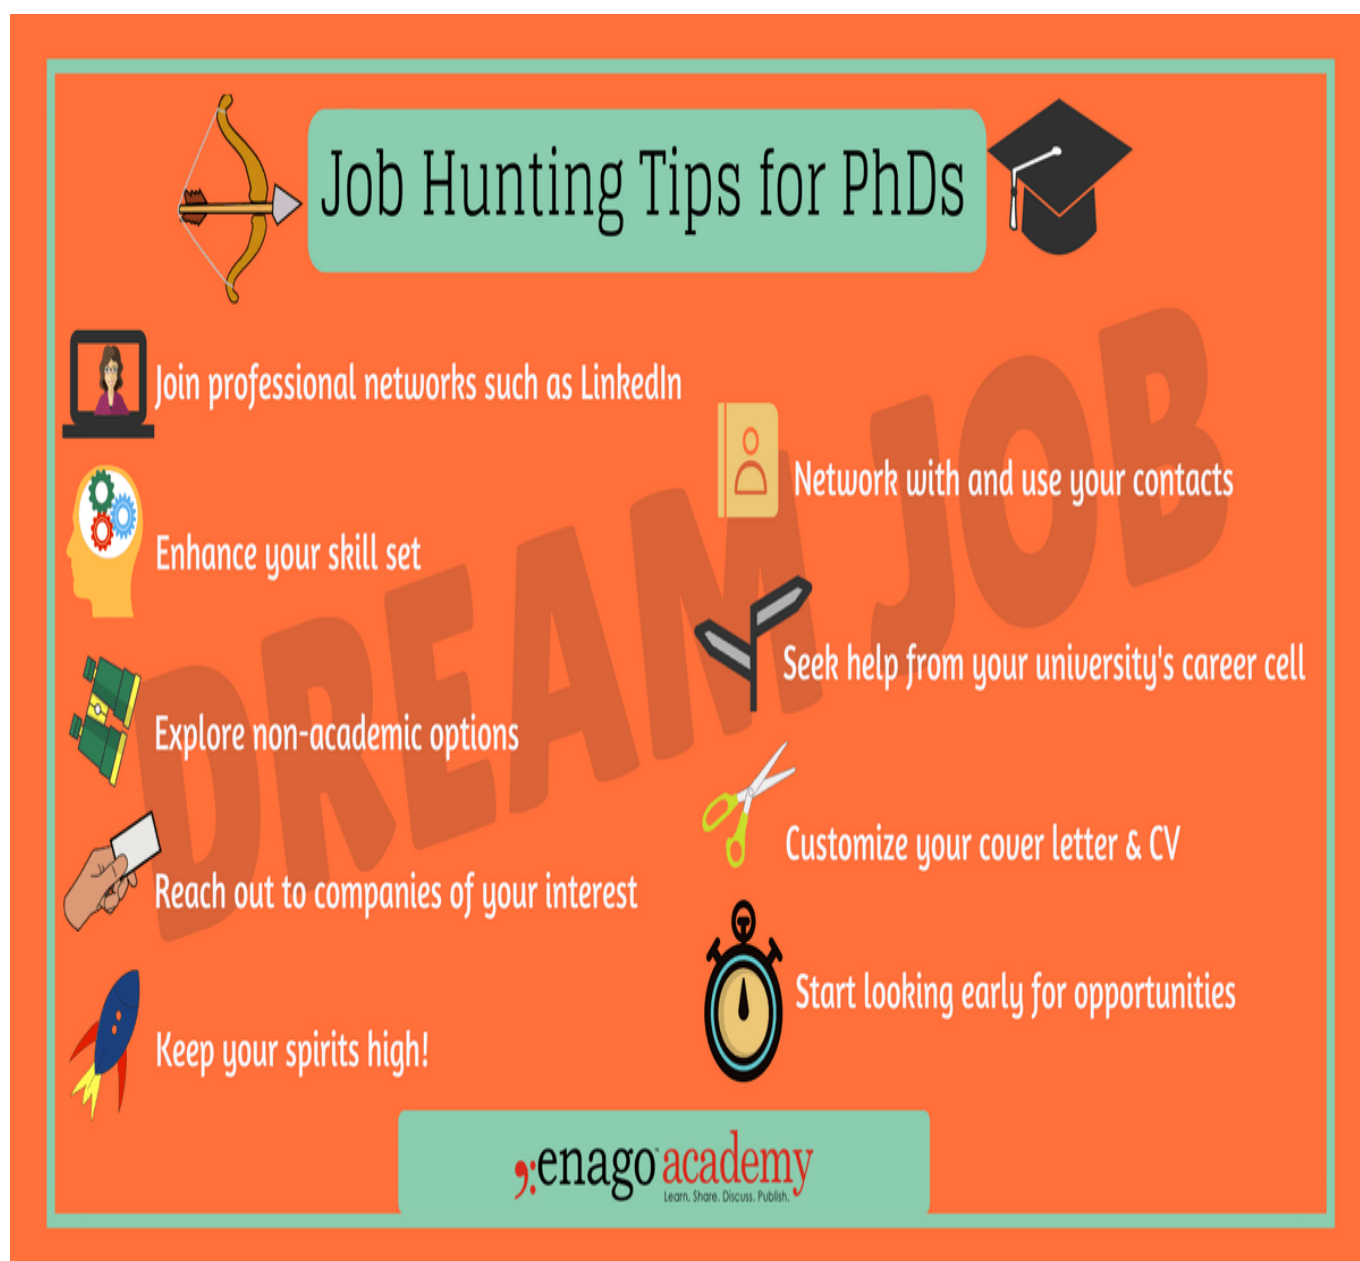 Job Hunting Tips for PhDs
DREAM JOB
Join professional networks such as LinkedIn
Enhance your skill set
Explore non-academic options
Reach out to companies of your interest
Keep your spirits high!
Network with and use your contacts
Seek help from your university's career cell
Customize your cover letter & CV
Start looking early for opportunities
enago academy
Learn. Share. Discuss. Publish.